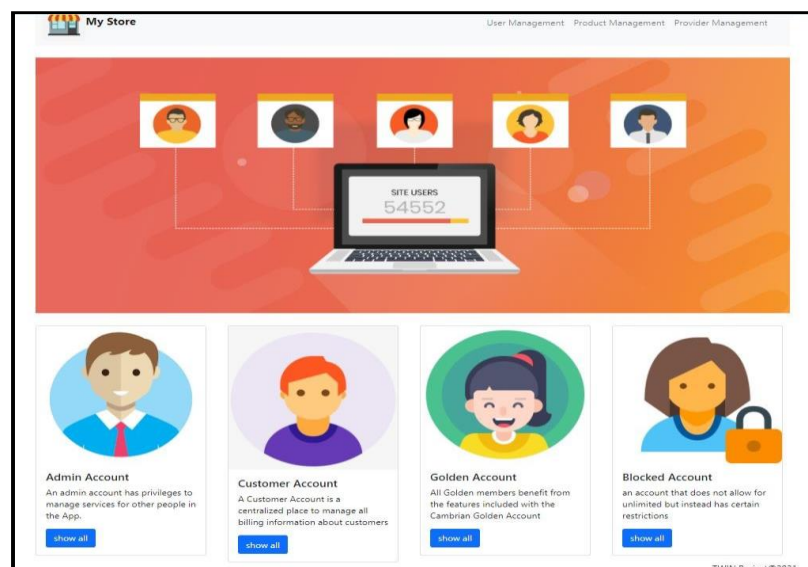 My Store
User Management Product Management Provider Management
SITE USERS
54552
Admin Account
An admin account has privileges to
manage services for other people in
the App.
show all
Customer Account
A Customer Account is a
centralized place to manage all
billing information about customers
show all
Golden Account
All Golden members benefit from
the features included with the
Cambrian Golden Account
show all
Blocked Account
an account that does not allow for
unlimited but instead has certain
restrictions
show all